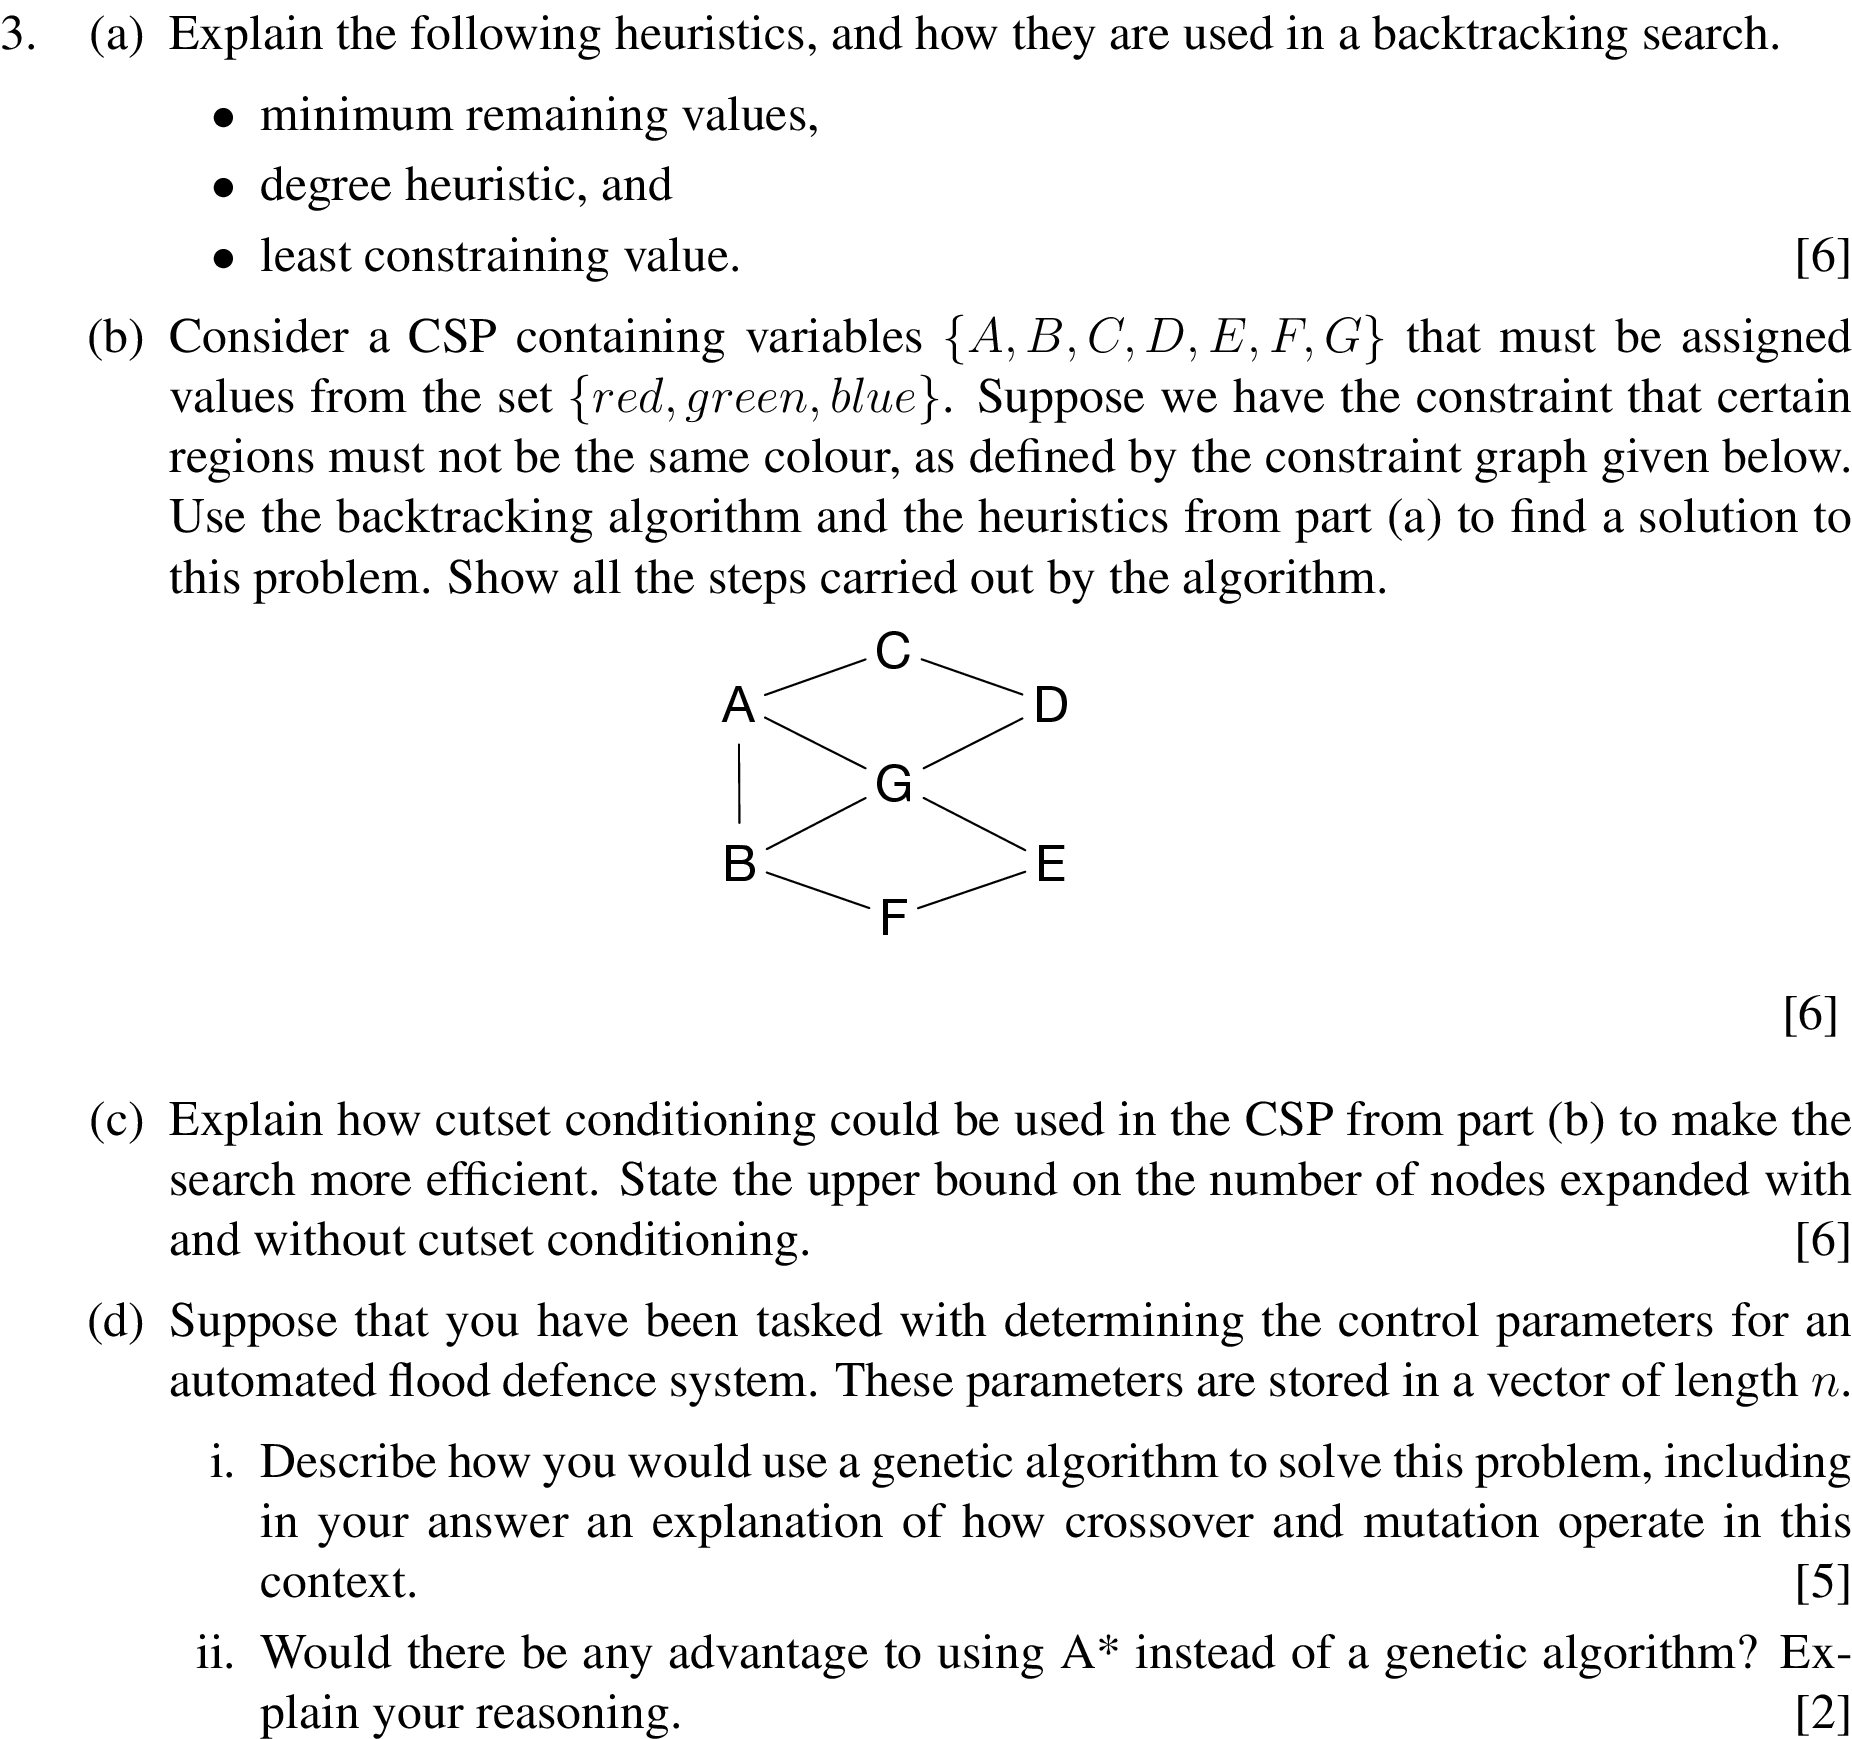 3. (a) Explain the following heuristics, and how they are used in a backtracking search.
• minimum remaining values,
• degree heuristic, and
• least constraining value. [6]
(b) Consider a CSP containing variables {A, B, C, D, E, F, G} that must be assigned
values from the set {red, green, blue}. Suppose we have the constraint that certain
regions must not be the same colour, as defined by the constraint graph given below.
Use the backtracking algorithm and the heuristics from part (a) to find a solution to
this problem. Show all the steps carried out by the algorithm.
C
A D
G
B E
F
[6]
(c) Explain how cutset conditioning could be used in the CSP from part (b) to make the
search more efficient. State the upper bound on the number of nodes expanded with
and without cutset conditioning. [6]
(d) Suppose that you have been tasked with determining the control parameters for an
automated flood defence system. These parameters are stored in a vector of length n.
i. Describe how you would use a genetic algorithm to solve this problem, including
in your answer an explanation of how crossover and mutation operate in this
context. [5]
ii. Would there be any advantage to using A* instead of a genetic algorithm? Ex-
plain your reasoning. [2]